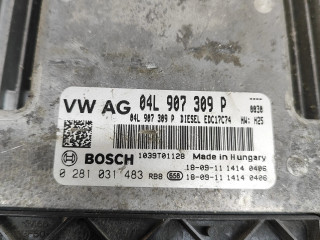 VW AG 04L 907 309 P 0030
04L 907 309 P DIESEL EDC17C74 HW: H25
BOSCH 1039T01128 Made in Hungary
18-09-11 1414 0406
0 281 031 483 RB8 658
18-09-11 1414 0406